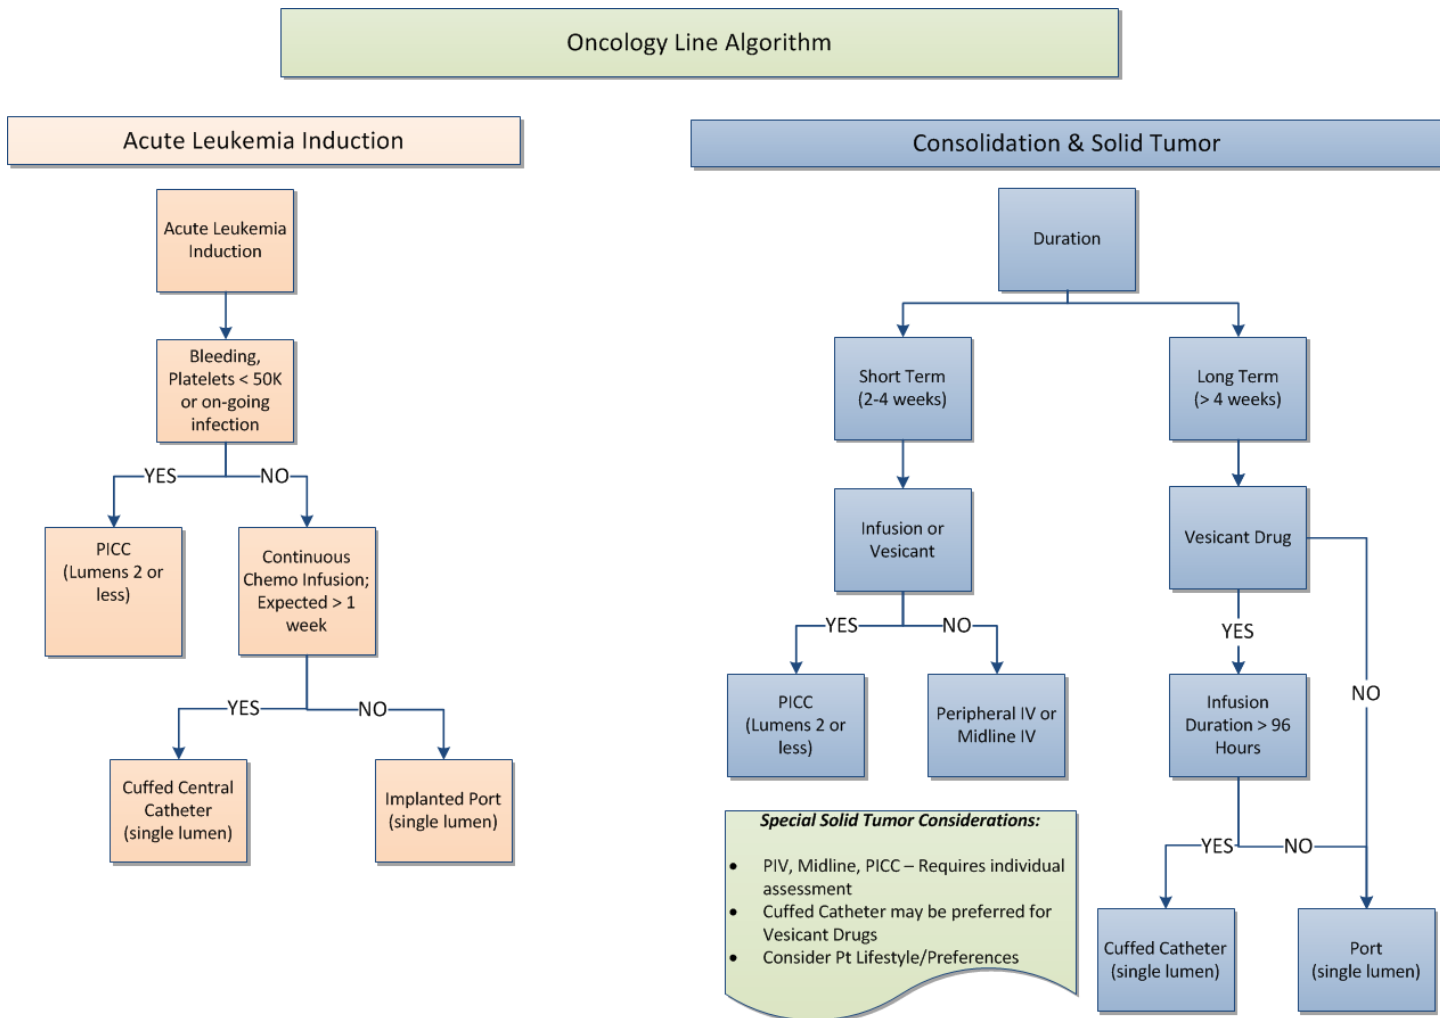 Oncology Line Algorithm
Acute Leukemia Induction
Acute Leukemia
Induction
Bleeding,
Platelets < 50K
or on-going
infection
YES
NO
PICC
(Lumens 2 or
less)
Continuous
Chemo Infusion;
Expected > 1
week
YES
NO
Cuffed Central
Catheter
(single lumen)
Implanted Port
(single lumen)
Consolidation & Solid Tumor
Duration
Short Term
(2-4 weeks)
Long Term
(> 4 weeks)
Infusion or
Vesicant
YES
NO
PICC
(Lumens 2 or
less)
Peripheral IV or
Midline IV
Vesicant Drug
YES
NO
Infusion
Duration > 96
Hours
YES
NO
Cuffed Catheter
(single lumen)
Port
(single lumen)
Special Solid Tumor Considerations:
• PIV, Midline, PICC – Requires individual
assessment
• Cuffed Catheter may be preferred for
Vesicant Drugs
• Consider Pt Lifestyle/Preferences